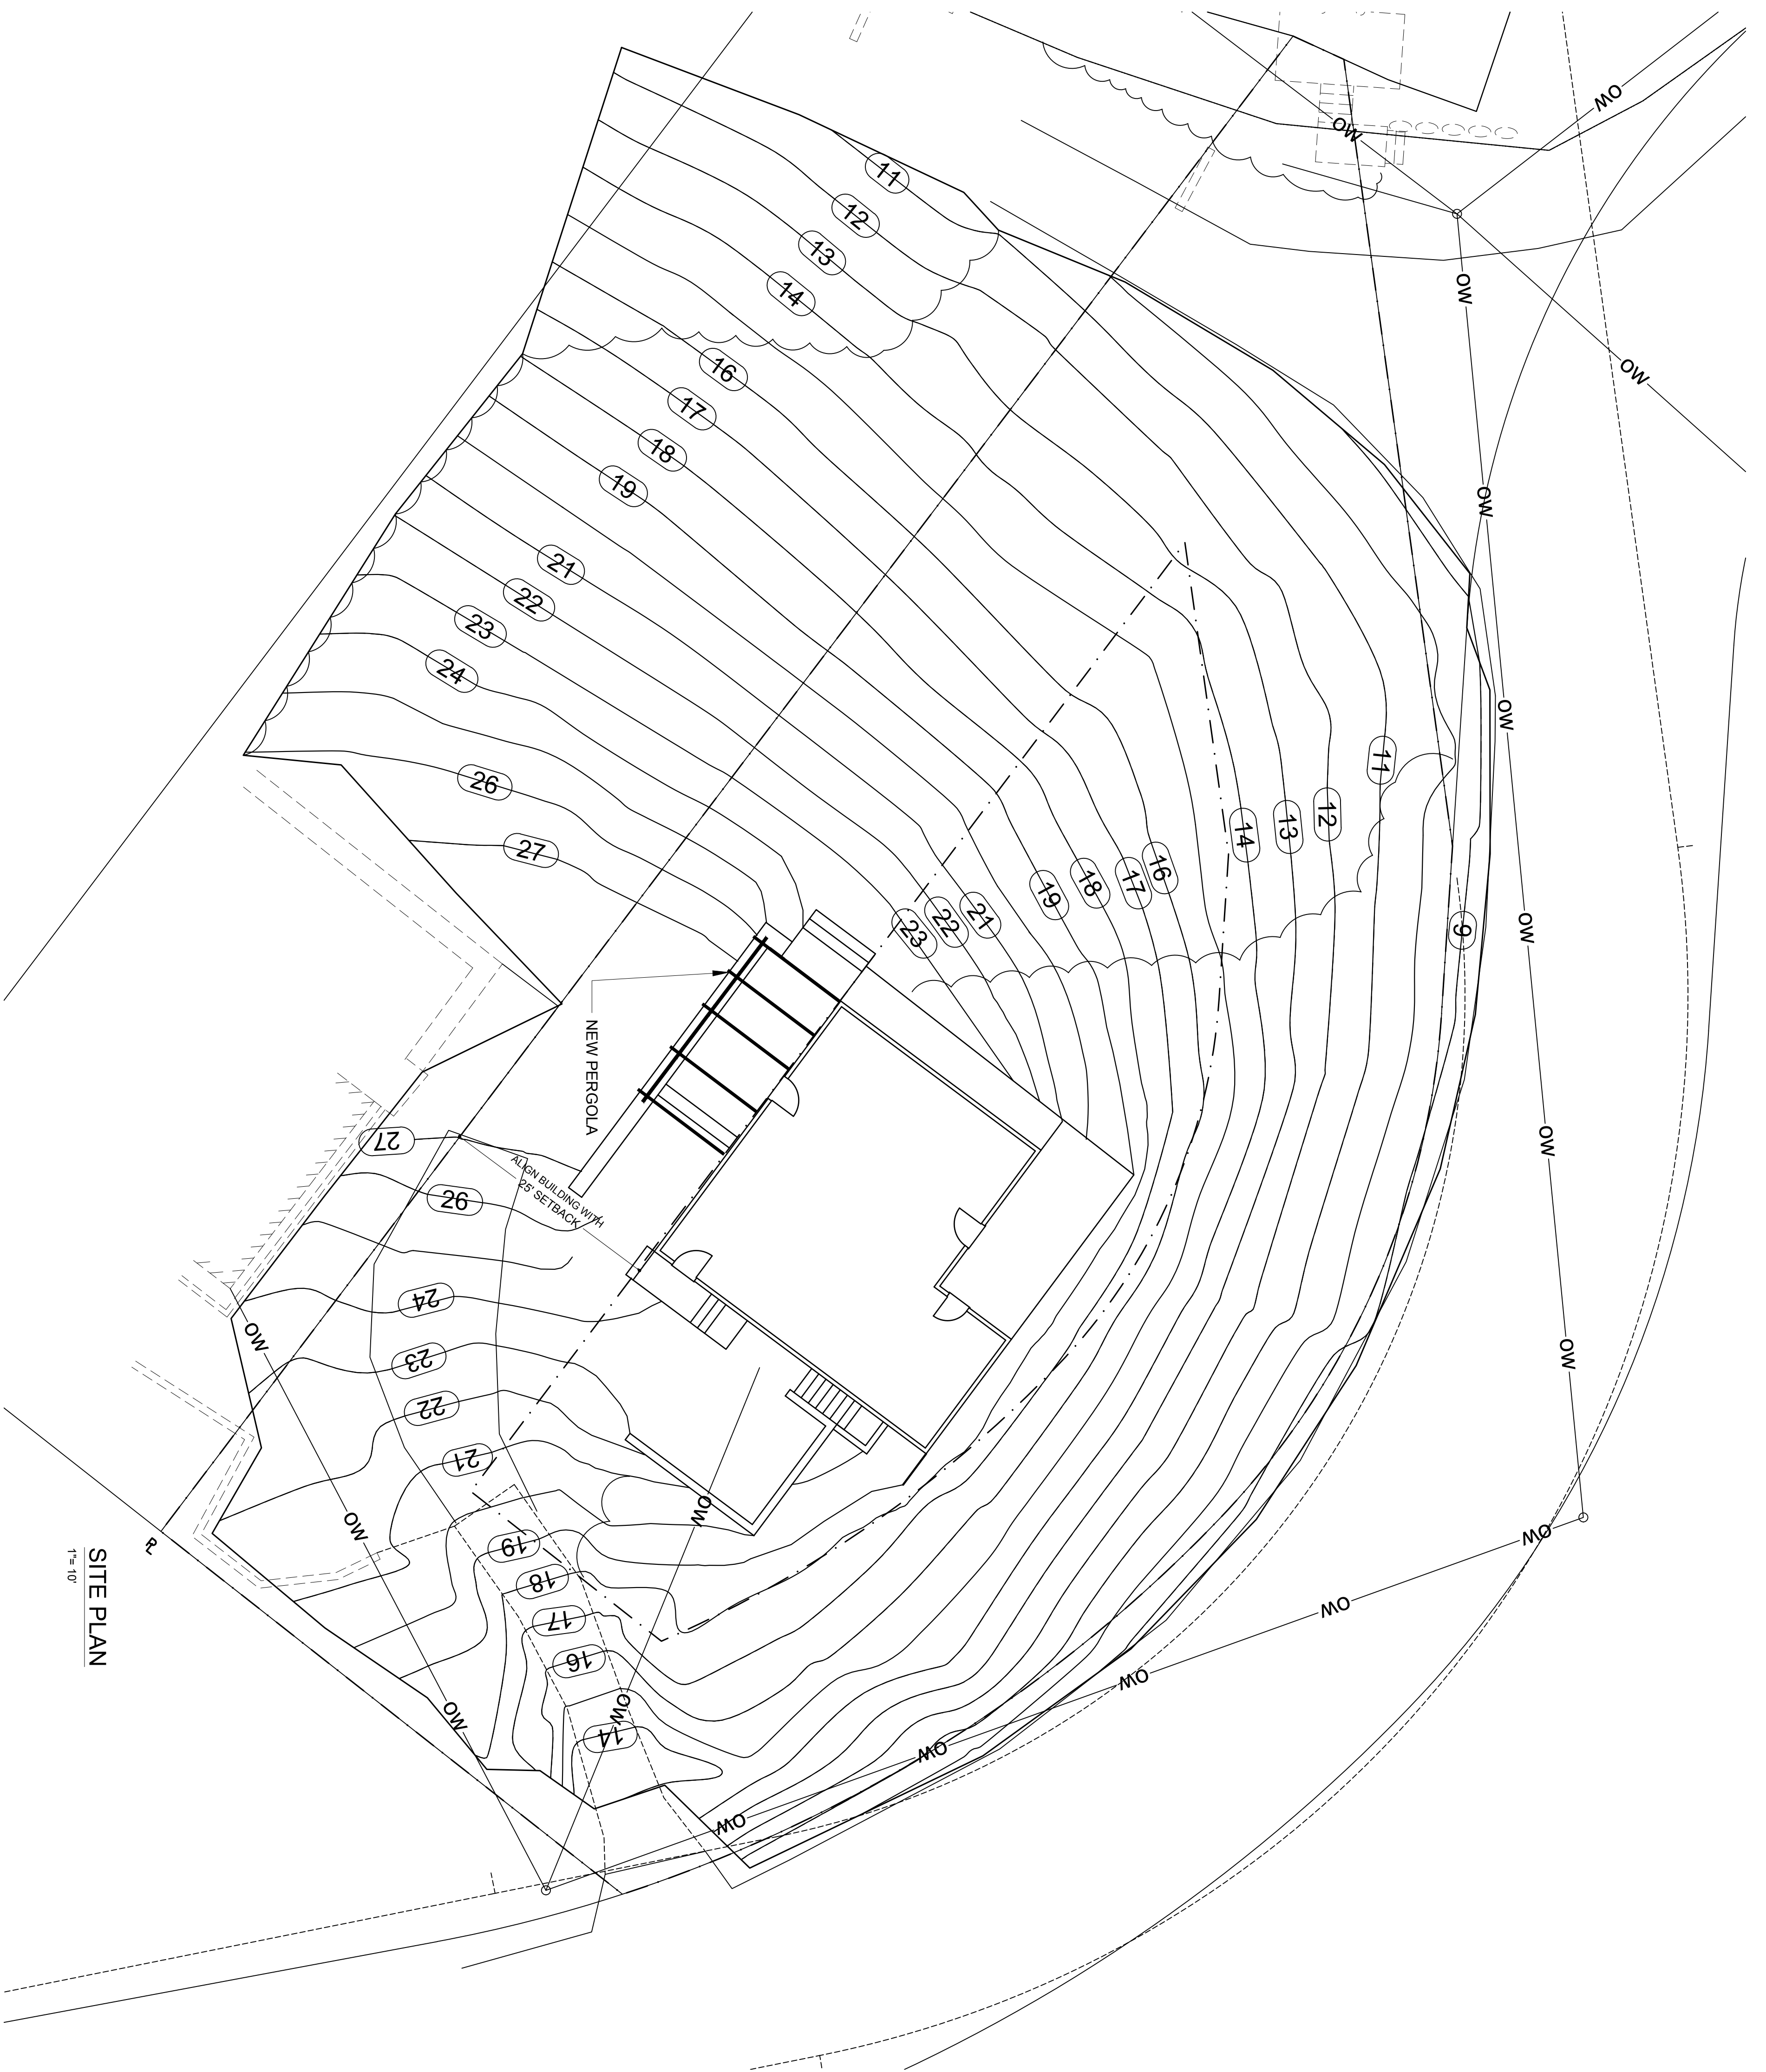 OW
OW
11
12
OW
13
14
OW
16
17
18
19
OW
OW
21
22
23
24
OW
26
27
11
12
13
14
16
17
18
19
21
22
23
9
OW
NEW PERGOLA
ALIGN BUILDING WITH
25' SETBACK
27
26
24
23
22
21
19
18
17
16
14
OW
OW
OW
OW
OW
OW
OW
OW
OW
OW
OW
OW
OW
PL
SITE PLAN
1"= 10'